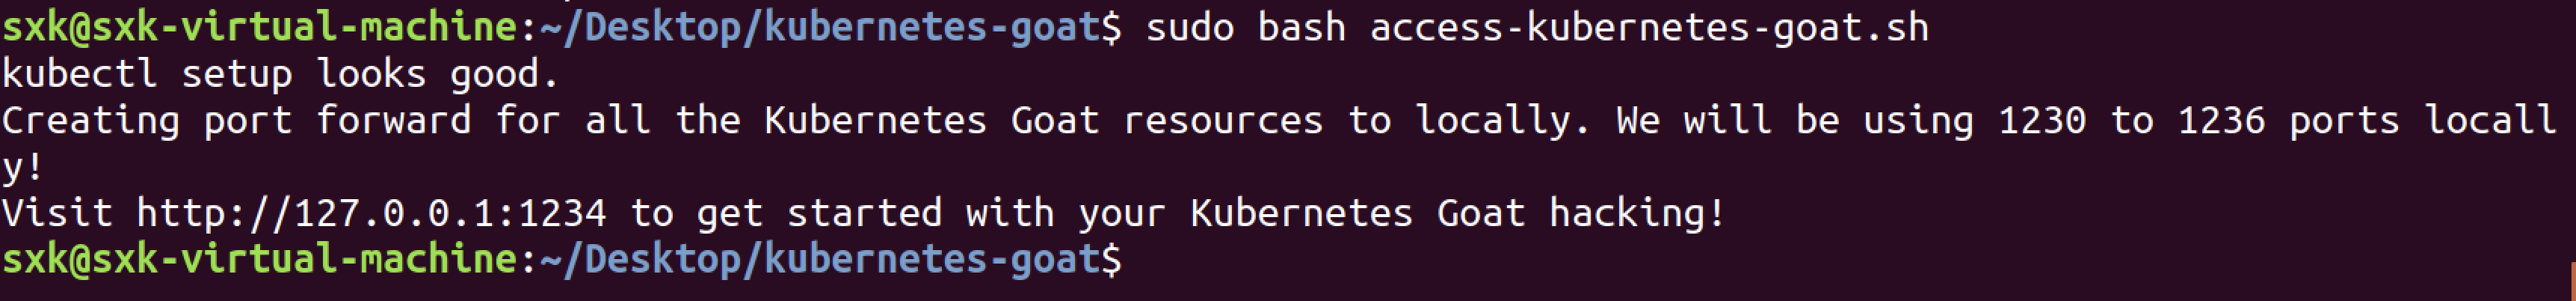 sxk@sxk-virtual-machine:~/Desktop/kubernetes-goat$ sudo bash access-kubernetes-goat.sh
kubectl setup looks good.
Creating port forward for all the Kubernetes Goat resources to locally. We will be using 1230 to 1236 ports locall
y!
Visit http://127.0.0.1:1234 to get started with your Kubernetes Goat hacking!
sxk@sxk-virtual-machine:~/Desktop/kubernetes-goat$